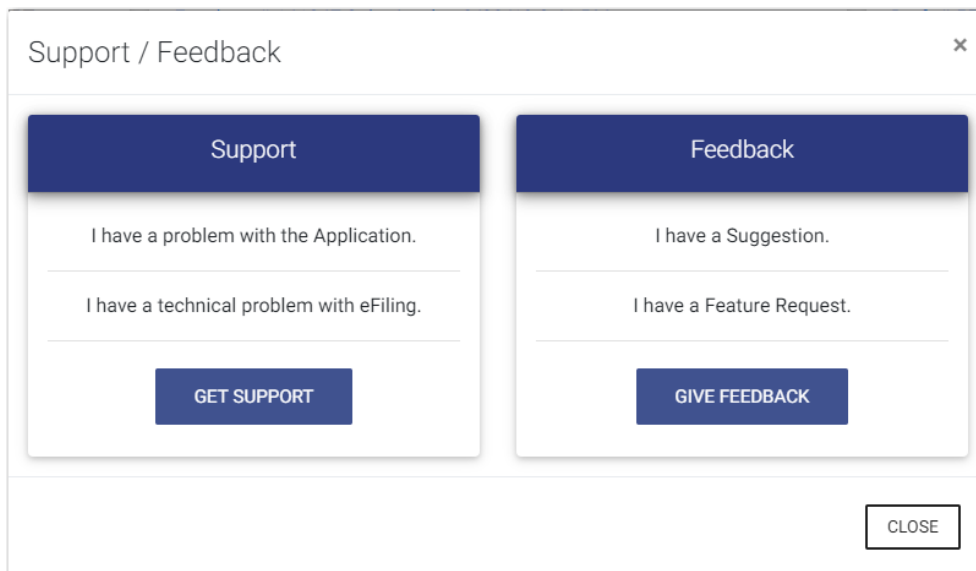 Support / Feedback
×
Support
I have a problem with the Application.
I have a technical problem with eFiling.
GET SUPPORT
Feedback
I have a Suggestion.
I have a Feature Request.
GIVE FEEDBACK
CLOSE